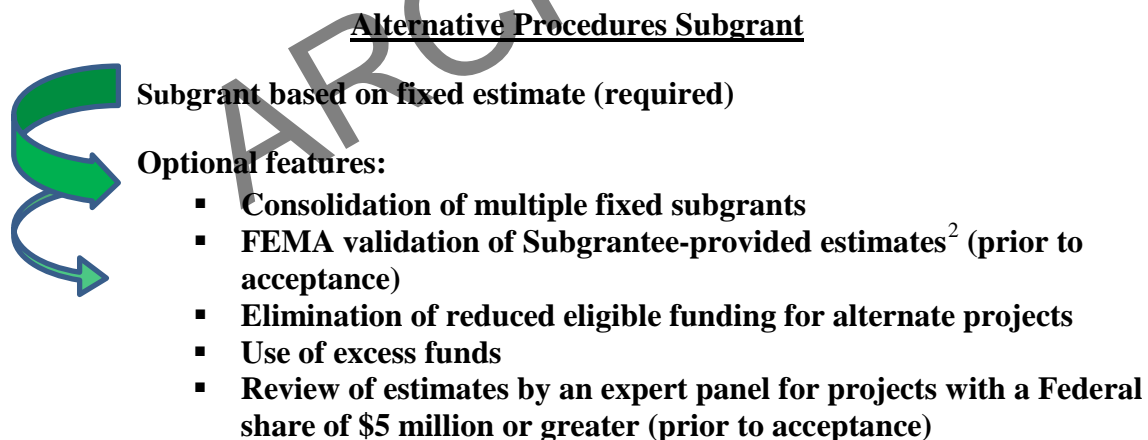 Alternative Procedures Subgrant
Subgrant based on fixed estimate (required)
Optional features:
▪ Consolidation of multiple fixed subgrants
▪ FEMA validation of Subgrantee-provided estimates² (prior to
acceptance)
▪ Elimination of reduced eligible funding for alternate projects
▪ Use of excess funds
▪ Review of estimates by an expert panel for projects with a Federal
share of $5 million or greater (prior to acceptance)